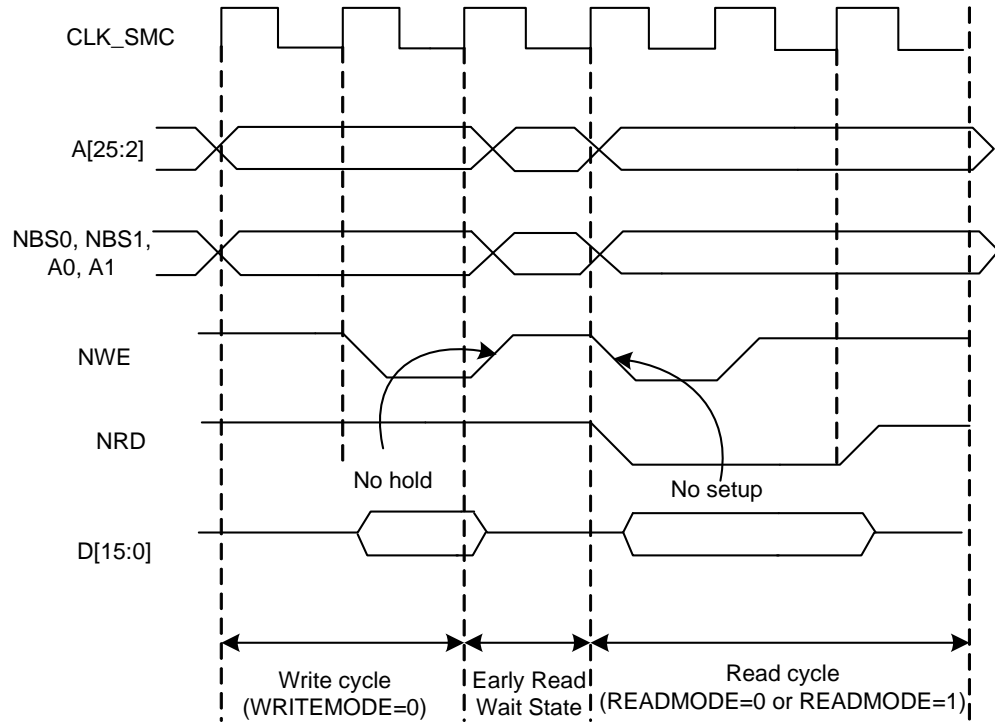 CLK_SMC
A[25:2]
NBS0, NBS1,
A0, A1
NWE
NRD
No hold
No setup
D[15:0]
Write cycle
(WRITEMODE=0)
Early Read
Wait State
Read cycle
(READMODE=0 or READMODE=1)